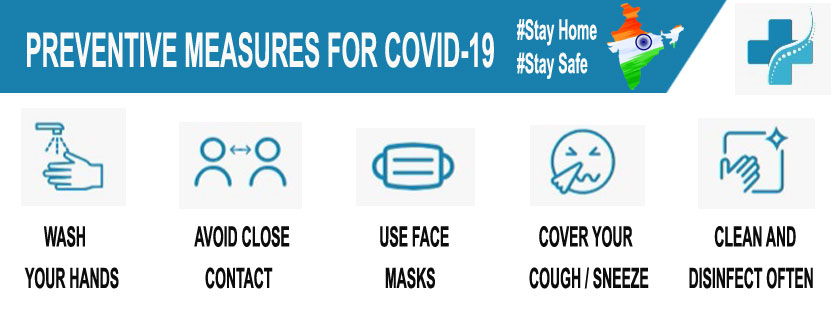 PREVENTIVE MEASURES FOR COVID-19
#Stay Home
#Stay Safe
WASH
YOUR HANDS
AVOID CLOSE
CONTACT
USE FACE
MASKS
COVER YOUR
COUGH / SNEEZE
CLEAN AND
DISINFECT OFTEN